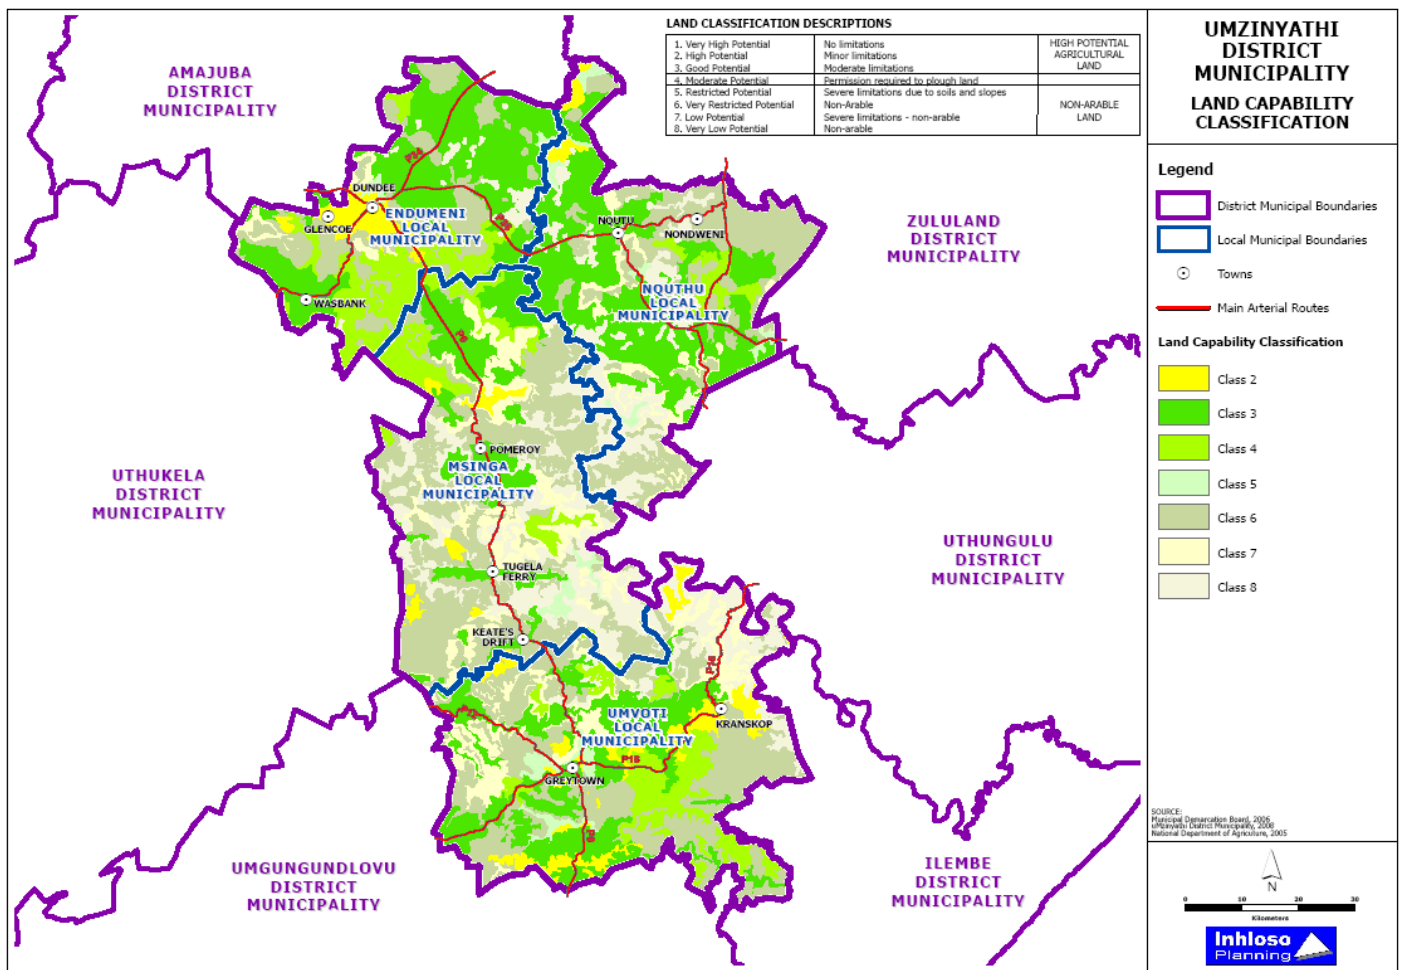 LAND CLASSIFICATION DESCRIPTIONS
1. Very High Potential No limitations HIGH POTENTIAL
2. High Potential Minor limitations AGRICULTURAL
3. Good Potential Moderate limitations LAND
4. Moderate Potential Permission required to plough land
5. Restricted Potential Severe limitations due to soils and slopes
6. Very Restricted Potential Non-Arable NON-ARABLE
7. Low Potential Severe limitations - non-arable LAND
8. Very Low Potential Non-arable
UMZINYATHI
DISTRICT
MUNICIPALITY
LAND CAPABILITY
CLASSIFICATION
Legend
District Municipal Boundaries
Local Municipal Boundaries
Towns
Main Arterial Routes
Land Capability Classification
Class 2
Class 3
Class 4
Class 5
Class 6
Class 7
Class 8
SOURCE:
Municipal Demarcation Board, 2006
uMzinyathi District Municipality, 2008
National Department of Agriculture, 2005
N
0 10 20 30
Kilometers
Inhloso
Planning
AMAJUBA
DISTRICT
MUNICIPALITY
DUNDEE
GLENCOE
ENDUMENI
LOCAL
MUNICIPALITY
WASBANK
NQUTU
NONDWENI
NQUTHU
LOCAL
MUNICIPALITY
ZULULAND
DISTRICT
MUNICIPALITY
POMEROY
MSINGA
LOCAL
MUNICIPALITY
UTHUKELA
DISTRICT
MUNICIPALITY
TUGELA
FERRY
UTHUNGULU
DISTRICT
MUNICIPALITY
KEATE'S
DRIFT
P16
UMVOTI
LOCAL
MUNICIPALITY
KRANSKOP
P15
GREYTOWN
UMGUNGUNDLOVU
DISTRICT
MUNICIPALITY
ILEMBE
DISTRICT
MUNICIPALITY